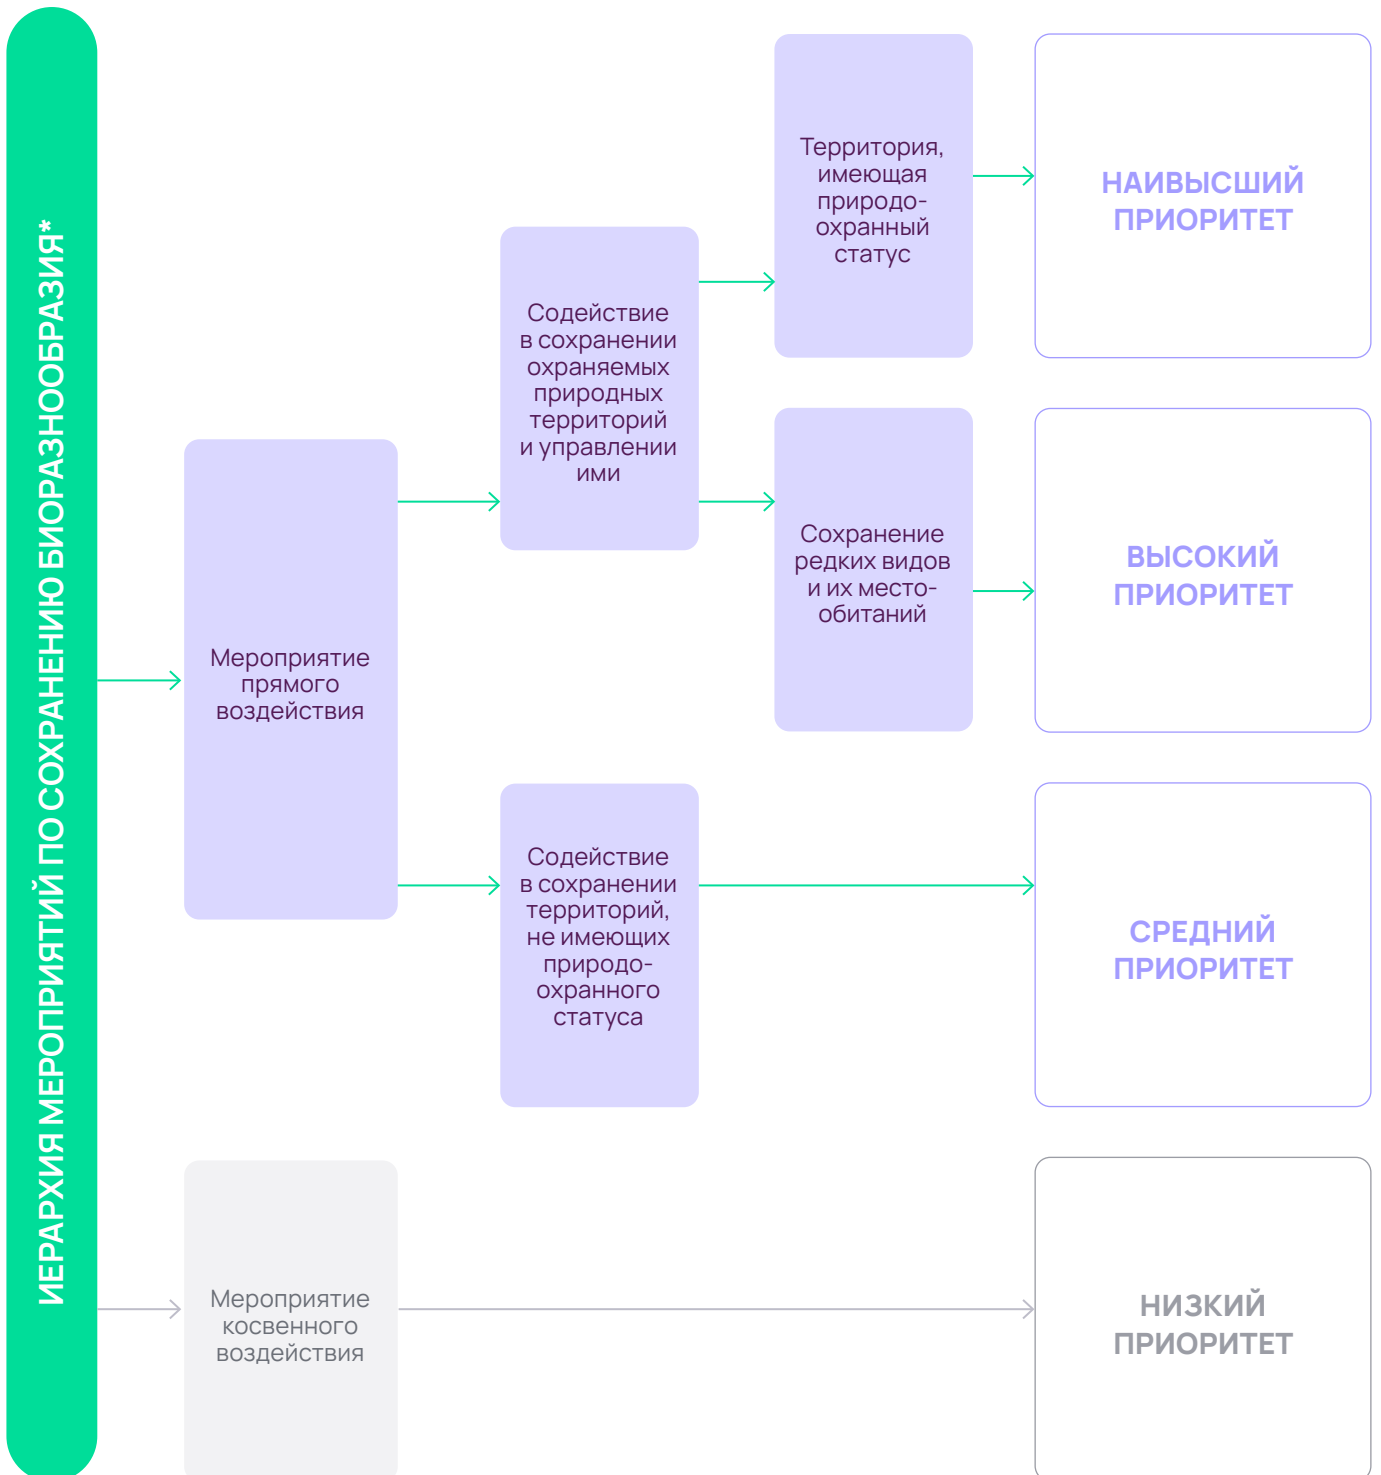 ИЕРАРХИЯ МЕРОПРИЯТИЙ ПО СОХРАНЕНИЮ БИОРАЗНООБРАЗИЯ*
Мероприятие
прямого
воздействия
Содействие
в сохранении
охраняемых
природных
территорий
и управлении
ими
Территория,
имеющая
природо-
охранный
статус
НАИВЫСШИЙ
ПРИОРИТЕТ
Сохранение
редких видов
и их место-
обитаний
ВЫСОКИЙ
ПРИОРИТЕТ
Содействие
в сохранении
территорий,
не имеющих
природо-
охранного
статуса
СРЕДНИЙ
ПРИОРИТЕТ
Мероприятие
косвенного
воздействия
НИЗКИЙ
ПРИОРИТЕТ